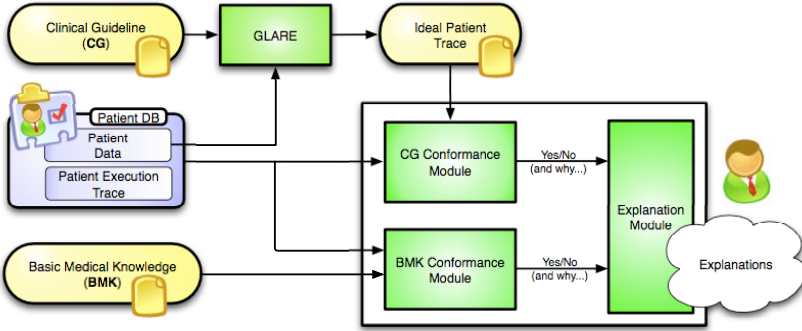 Clinical Guideline
(CG)
GLARE
Ideal Patient
Trace
Patient DB
Patient
Data
Patient Execution
Trace
CG Conformance
Module
Yes/No
(and why...)
Explanation
Module
Basic Medical Knowledge
(BMK)
BMK Conformance
Module
Yes/No
(and why...)
Explanations